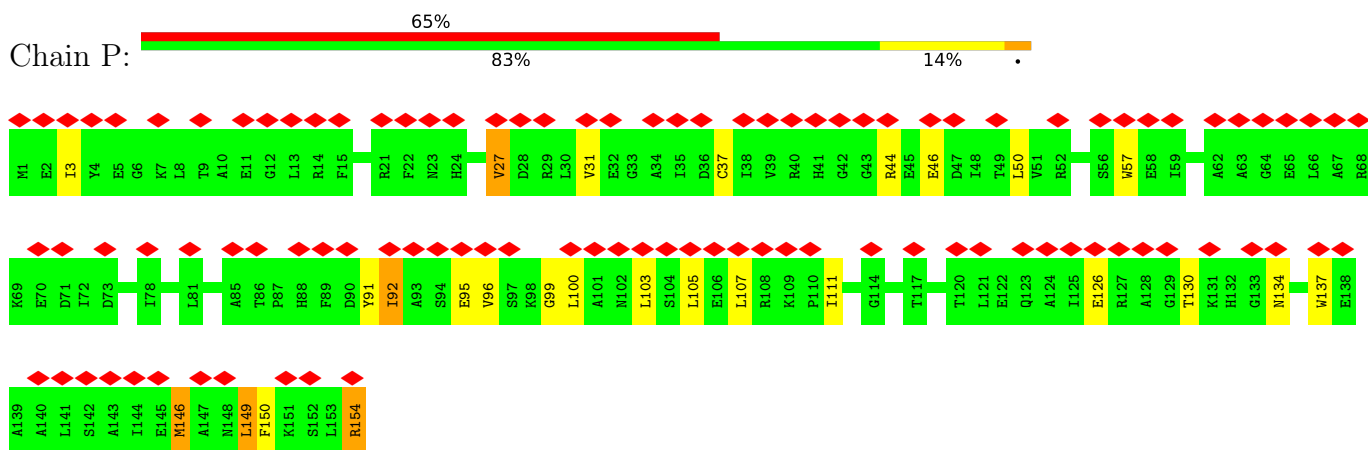 65%
Chain P:
83% 14% •
M1 E2 I3 Y4 E5 G6 K7 L8 T9 A10 E11 G12 L13 R14 F15 R21 F22 N23 H24 V27 D28 R29 L30 V31 E32 G33 A34 I35 D36 C37 I38 V39 R40 H41 G42 G43 R44 E45 E46 D47 I48 T49 L50 V51 R52 S56 W57 E58 I59 A62 A63 G64 E65 L66 A67 R68
K69 E70 D71 I72 D73 I78 L81 A85 T86 P87 H88 F89 D90 Y91 I92 A93 S94 E95 V96 S97 K98 G99 L100 A101 N102 L103 S104 L105 E106 L107 R108 K109 P110 I111 G114 T117 T120 L121 E122 Q123 A124 I125 E126 R127 A128 G129 T130 K131 H132 G133 N134 W137 E138
A139 A140 L141 S142 A143 I144 E145 M146 A147 N148 L149 F150 K151 S152 L153 R154